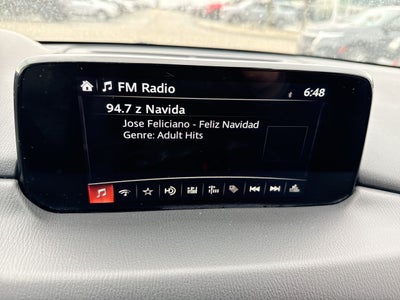 FM Radio
6:48
94.7 z Navida
Jose Feliciano - Feliz Navidad
Genre: Adult Hits